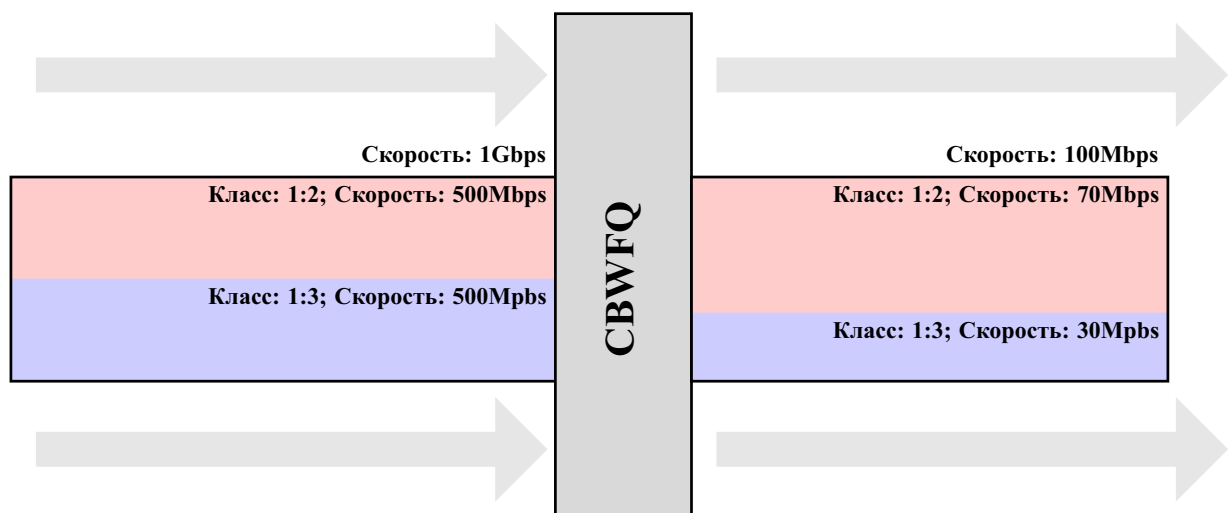 Скорость: 1Gbps
Класс: 1:2; Скорость: 500Mbps
Класс: 1:3; Скорость: 500Mpbs
CBWFQ
Скорость: 100Mbps
Класс: 1:2; Скорость: 70Mbps
Класс: 1:3; Скорость: 30Mpbs